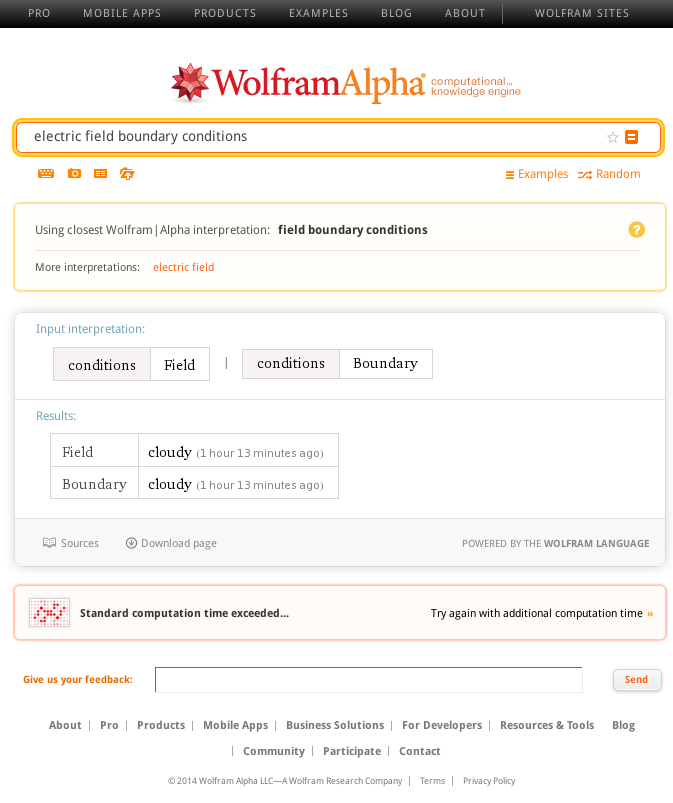 PRO MOBILE APPS PRODUCTS EXAMPLES BLOG ABOUT WOLFRAM SITES
WolframAlpha® computational...
knowledge engine
electric field boundary conditions
Examples Random
Using closest Wolfram|Alpha interpretation: field boundary conditions ?
More interpretations: electric field
Input interpretation:
conditions Field | conditions Boundary
Results:
Field cloudy (1 hour 13 minutes ago)
Boundary cloudy (1 hour 13 minutes ago)
Sources Download page POWERED BY THE WOLFRAM LANGUAGE
Standard computation time exceeded... Try again with additional computation time »
Give us your feedback: Send
About | Pro | Products | Mobile Apps | Business Solutions | For Developers | Resources & Tools Blog
| Community | Participate | Contact
© 2014 Wolfram Alpha LLC—A Wolfram Research Company | Terms | Privacy Policy